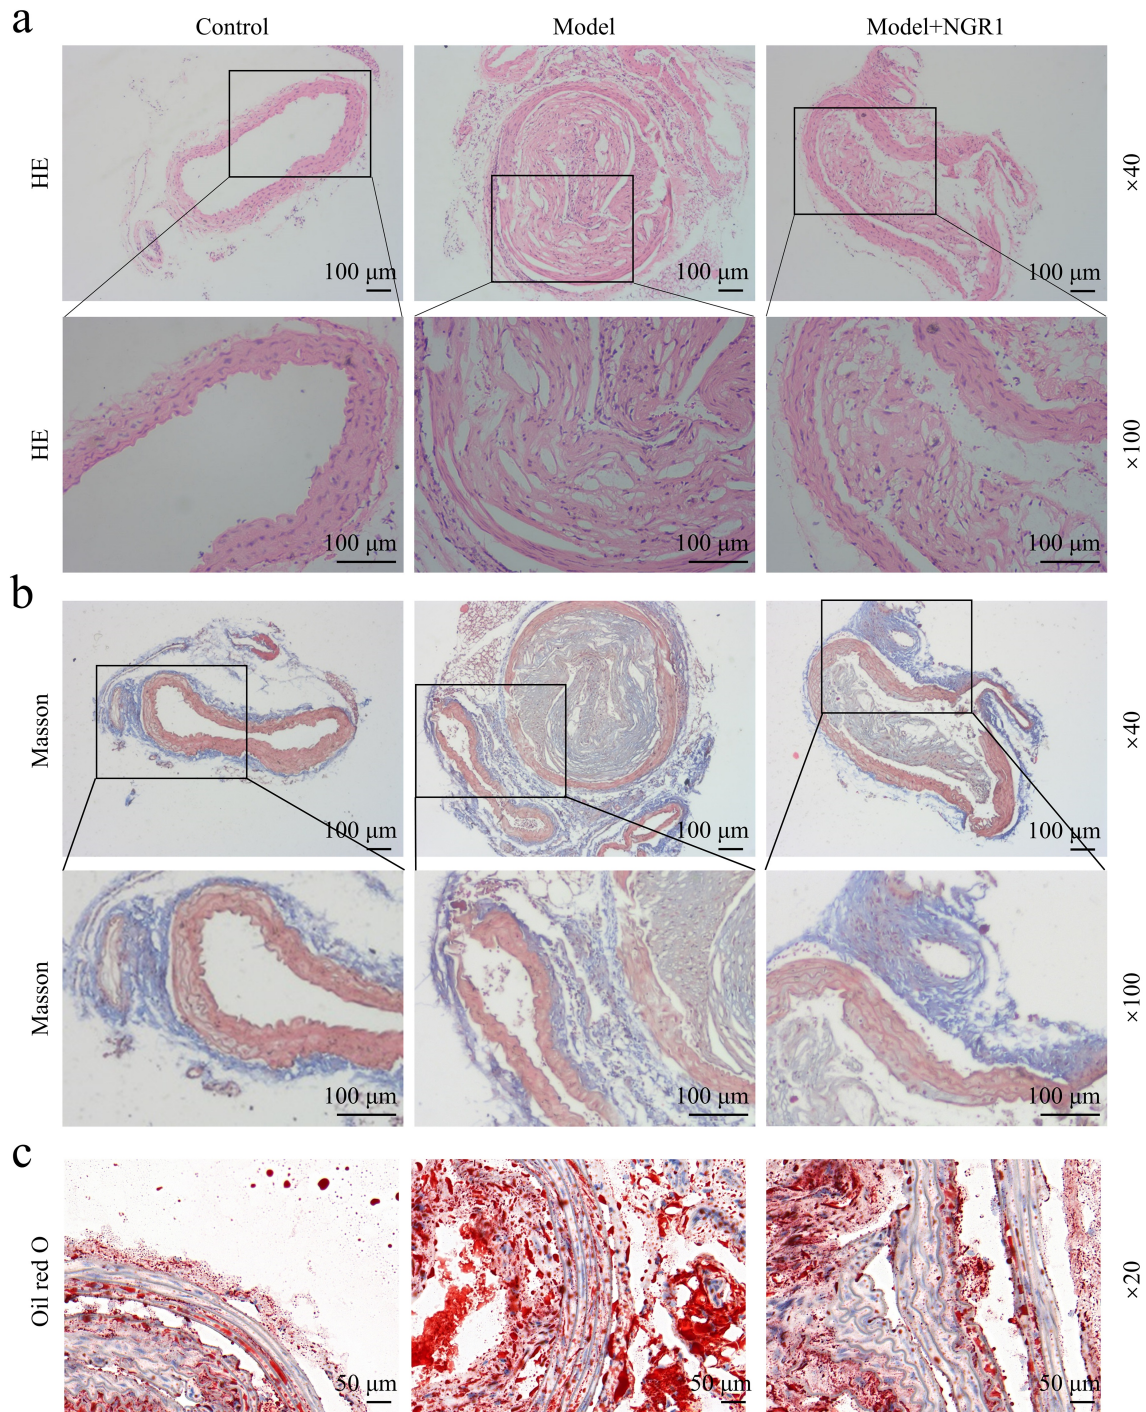 a
Control
Model
Model+NGR1
HE
100 μm
100 μm
100 μm
×40
HE
100 μm
100 μm
100 μm
×100
b
Masson
100 μm
100 μm
100 μm
×40
Masson
100 μm
100 μm
100 μm
×100
c
Oil red O
50 μm
50 μm
50 μm
×20